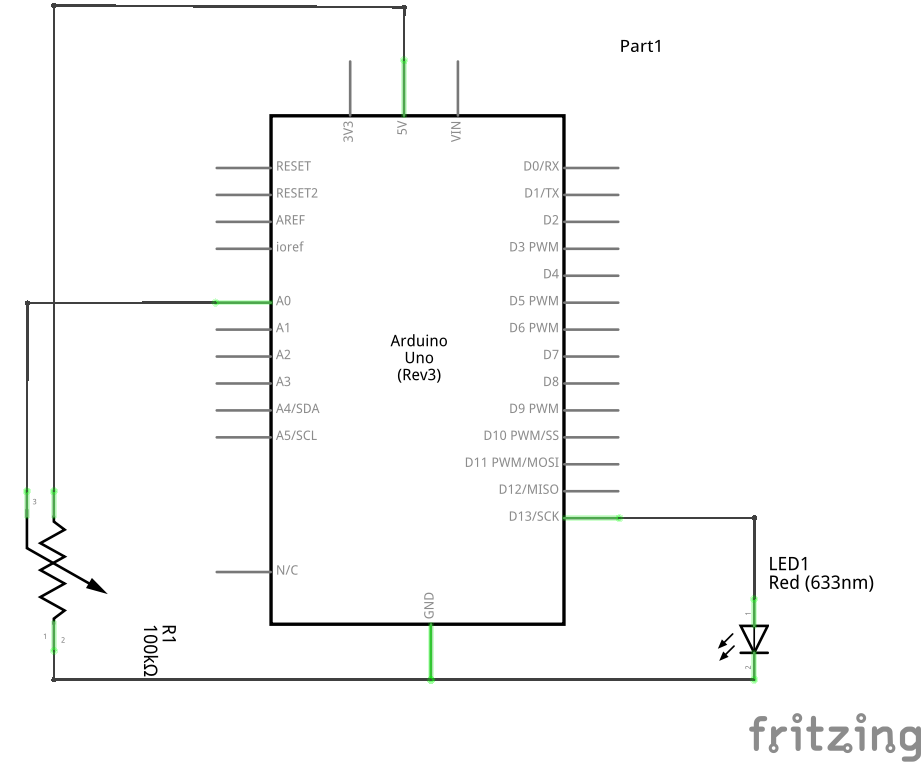 Part1
3V3
5V
VIN
RESET
RESET2
AREF
ioref
A0
A1
A2
A3
A4/SDA
A5/SCL
N/C
Arduino
Uno
(Rev3)
D0/RX
D1/TX
D2
D3 PWM
D4
D5 PWM
D6 PWM
D7
D8
D9 PWM
D10 PWM/SS
D11 PWM/MOSI
D12/MISO
D13/SCK
GND
3
1
2
R1
100kΩ
LED1
Red (633nm)
1
2
fritzing